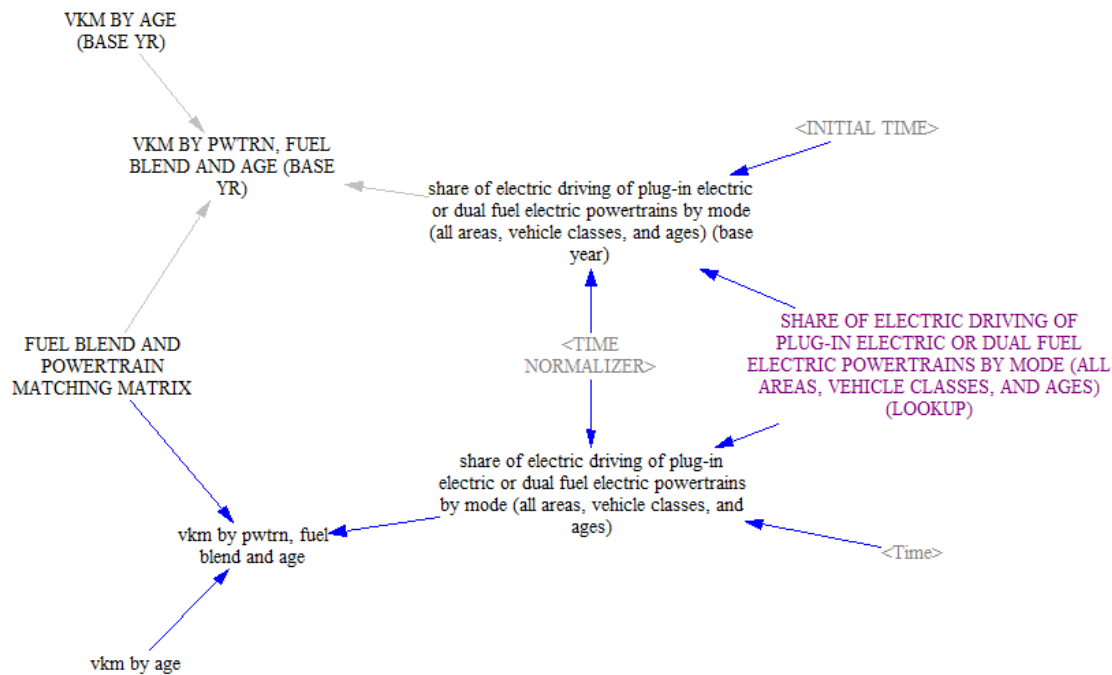 VKM BY AGE
(BASE YR)
VKM BY PWTRN, FUEL
BLEND AND AGE (BASE
YR)
<INITIAL TIME>
share of electric driving of plug-in electric
or dual fuel electric powertrains by mode
(all areas, vehicle classes, and ages) (base
year)
FUEL BLEND AND
POWERTRAIN
MATCHING MATRIX
<TIME
NORMALIZER>
SHARE OF ELECTRIC DRIVING OF
PLUG-IN ELECTRIC OR DUAL FUEL
ELECTRIC POWERTRAINS BY MODE (ALL
AREAS, VEHICLE CLASSES, AND AGES)
(LOOKUP)
share of electric driving of plug-in
electric or dual fuel electric powertrains
by mode (all areas, vehicle classes, and
ages)
vkm by pwtrn, fuel
blend and age
<Time>
vkm by age